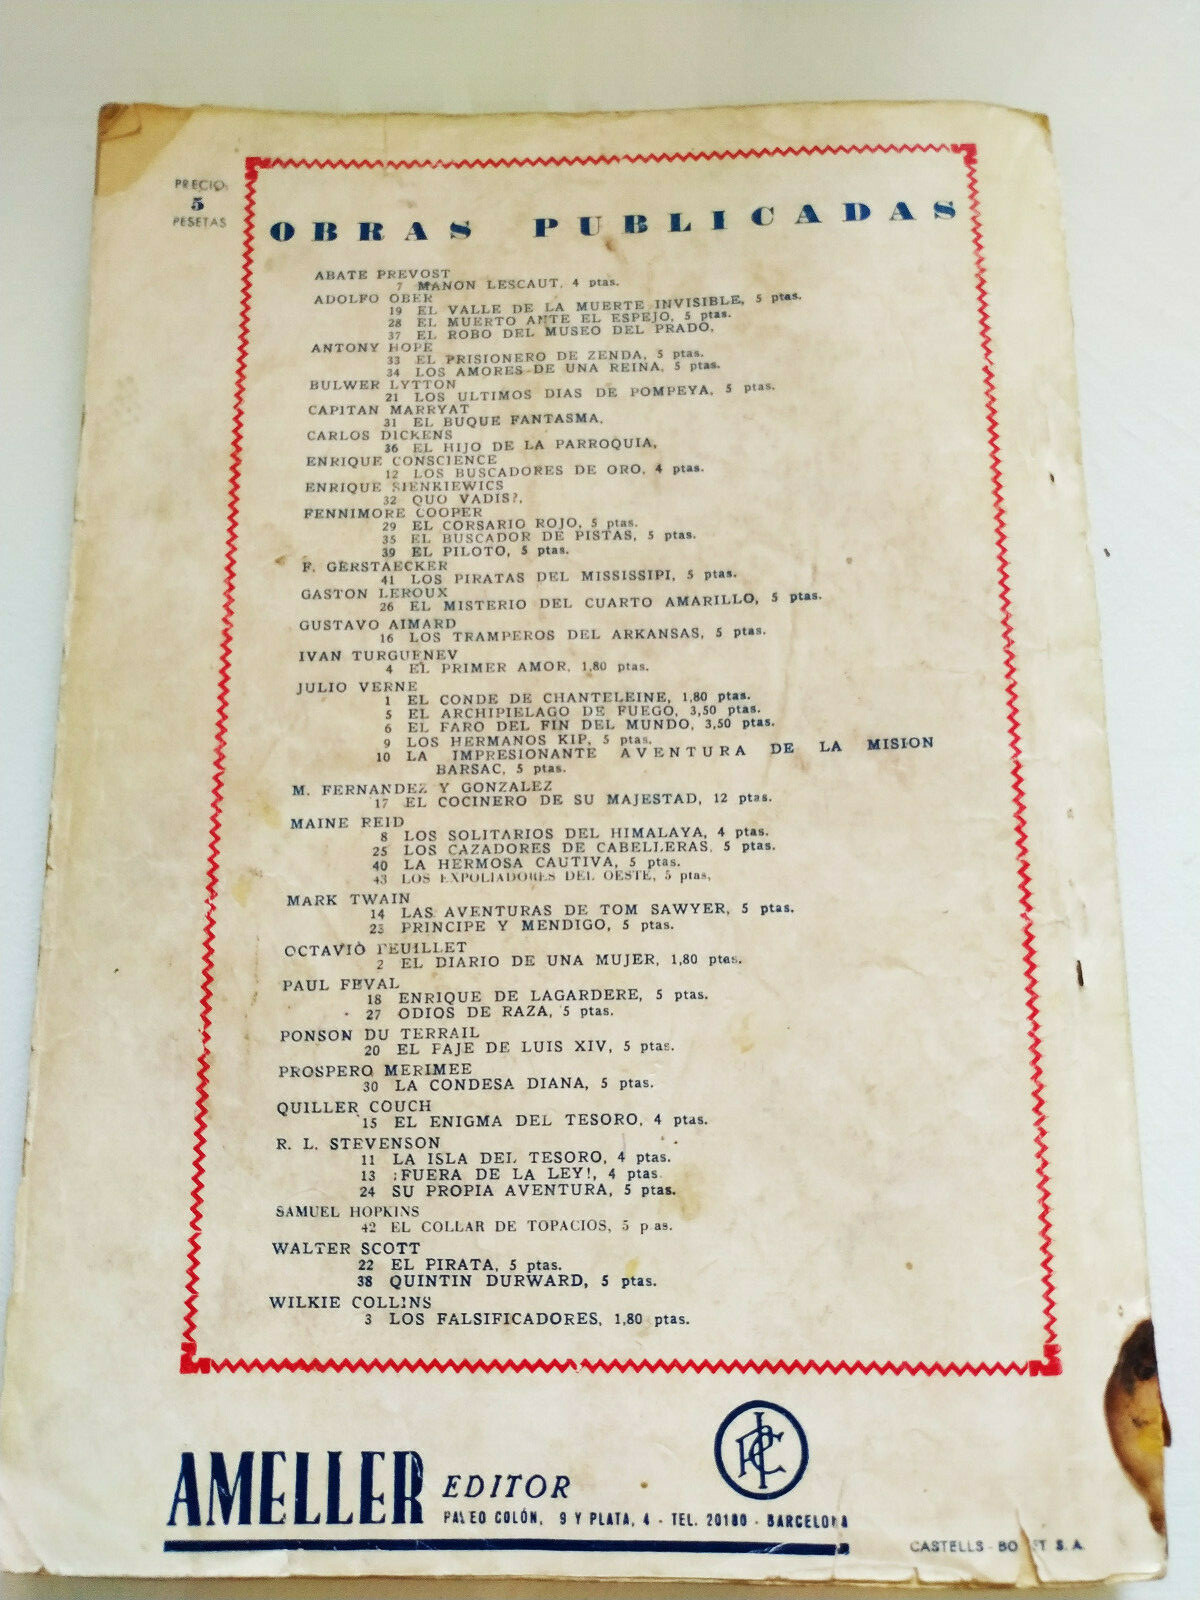 PRECIO:
5
PESETAS
OBRAS PUBLICADAS
ABATE PREVOST
7 MANON LESCAUT, 4 ptas.
ADOLFO OBER
19 EL VALLE DE LA MUERTE INVISIBLE, 5 ptas.
28 EL MUERTO ANTE EL ESPEJO, 5 ptas.
37 EL ROBO DEL MUSEO DEL PRADO,
ANTONY HOPE
33 EL PRISIONERO DE ZENDA, 5 ptas.
34 LOS AMORES DE UNA REINA, 5 ptas.
BULWER LYTTON
21 LOS ULTIMOS DIAS DE POMPEYA, 5 ptas.
CAPITAN MARRYAT
31 EL BUQUE FANTASMA,
CARLOS DICKENS
36 EL HIJO DE LA PARROQUIA,
ENRIQUE CONSCIENCE
12 LOS BUSCADORES DE ORO, 4 ptas.
ENRIQUE SIENKIEWICS
32 QUO VADIS?,
FENNIMORE COOPER
29 EL CORSARIO ROJO, 5 ptas.
35 EL BUSCADOR DE PISTAS, 5 ptas.
39 EL PILOTO, 5 ptas.
F. GERSTAECKER
41 LOS PIRATAS DEL MISSISSIPI, 5 ptas.
GASTON LEROUX
26 EL MISTERIO DEL CUARTO AMARILLO, 5 ptas.
GUSTAVO AIMARD
16 LOS TRAMPEROS DEL ARKANSAS, 5 ptas.
IVAN TURGUENEV
4 EL PRIMER AMOR, 1,80 ptas.
JULIO VERNE
1 EL CONDE DE CHANTELEINE, 1,80 ptas.
5 EL ARCHIPIELAGO DE FUEGO, 3,50 ptas.
6 EL FARO DEL FIN DEL MUNDO, 3,50 ptas.
9 LOS HERMANOS KIP, 5 ptas.
10 LA IMPRESIONANTE AVENTURA DE LA MISION
BARSAC, 5 ptas.
M. FERNANDEZ Y GONZALEZ
17 EL COCINERO DE SU MAJESTAD, 12 ptas.
MAINE REID
8 LOS SOLITARIOS DEL HIMALAYA, 4 ptas.
25 LOS CAZADORES DE CABELLERAS, 5 ptas.
40 LA HERMOSA CAUTIVA, 5 ptas.
43 LOS EXPOLIADORES DEL OESTE, 5 ptas,
MARK TWAIN
14 LAS AVENTURAS DE TOM SAWYER, 5 ptas.
23 PRINCIPE Y MENDIGO, 5 ptas.
OCTAVIO FEUILLET
2 EL DIARIO DE UNA MUJER, 1,80 ptas.
PAUL FEVAL
18 ENRIQUE DE LAGARDERE, 5 ptas.
27 ODIOS DE RAZA, 5 ptas.
PONSON DU TERRAIL
20 EL PAJE DE LUIS XIV, 5 ptas.
PROSPERO MERIMEE
30 LA CONDESA DIANA, 5 ptas.
QUILLER COUCH
15 EL ENIGMA DEL TESORO, 4 ptas.
R. L. STEVENSON
11 LA ISLA DEL TESORO, 4 ptas.
13 ¡FUERA DE LA LEY!, 4 ptas.
24 SU PROPIA AVENTURA, 5 ptas.
SAMUEL HOPKINS
42 EL COLLAR DE TOPACIOS, 5 ptas.
WALTER SCOTT
22 EL PIRATA, 5 ptas.
38 QUINTIN DURWARD, 5 ptas.
WILKIE COLLINS
3 LOS FALSIFICADORES, 1,80 ptas.
AMELLER EDITOR
PASEO COLÓN, 9 Y PLATA, 4 - TEL. 20180 - BARCELONA
CASTELLS - S. A.